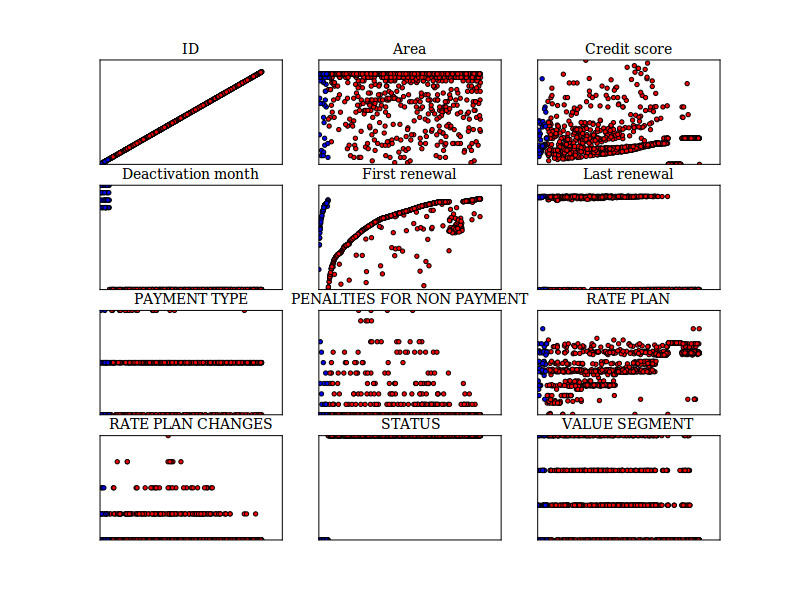 ID
Area
Credit score
Deactivation month
First renewal
Last renewal
PAYMENT TYPE
PENALTIES FOR NON PAYMENT
RATE PLAN
RATE PLAN CHANGES
STATUS
VALUE SEGMENT